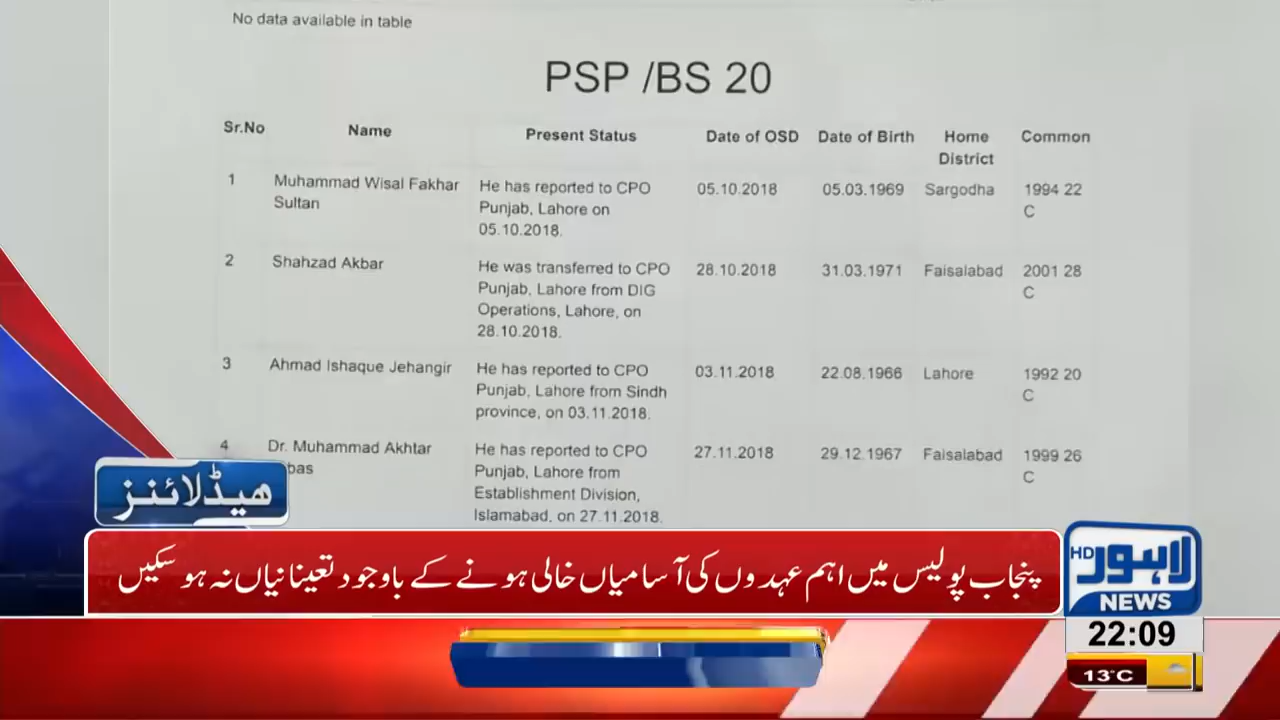 No data available in table
PSP /BS 20
Sr.No Name Present Status Date of OSD Date of Birth Home District Common
1 Muhammad Wisal Fakhar Sultan He has reported to CPO Punjab, Lahore on 05.10.2018. 05.10.2018 05.03.1969 Sargodha 1994 22 C
2 Shahzad Akbar He was transferred to CPO Punjab, Lahore from DIG Operations, Lahore, on 28.10.2018. 28.10.2018 31.03.1971 Faisalabad 2001 28 C
3 Ahmad Ishaque Jehangir He has reported to CPO Punjab, Lahore from Sindh province, on 03.11.2018. 03.11.2018 22.08.1966 Lahore 1992 20 C
4 Dr. Muhammad Akhtar He has reported to CPO Punjab, Lahore from Establishment Division, Islamabad, on 27.11.2018. 27.11.2018 29.12.1967 Faisalabad 1999 26 C
ہیڈلائنز
پنجاب پولیس میں اہم عہدوں کی آسامیاں خالی ہونے کے باوجود تعیناتیاں نہ ہوسکیں
HD لاہور
NEWS
22:09
13°C